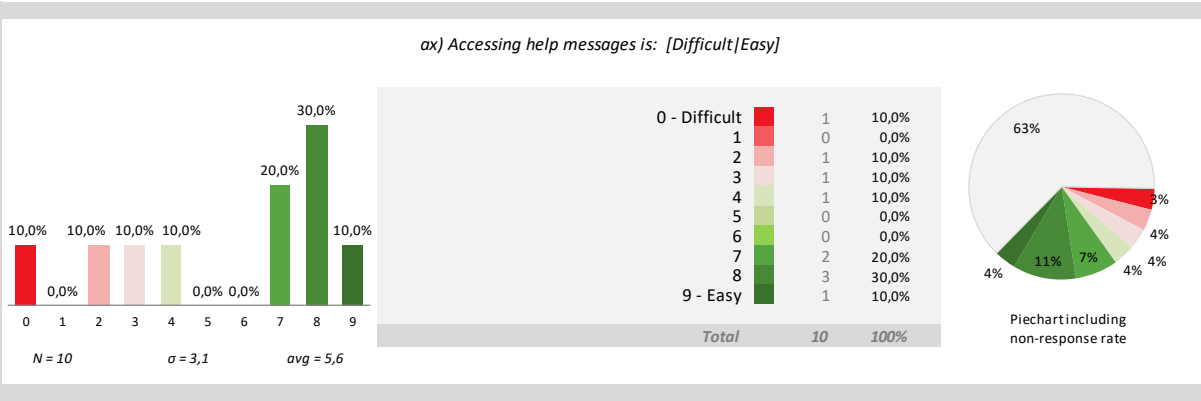 ax) Accessing help messages is: [Difficult|Easy]
30,0%
20,0%
10,0% 10,0% 10,0% 10,0% 10,0%
0,0% 0,0% 0,0%
0 1 2 3 4 5 6 7 8 9
N = 10 σ = 3,1 avg = 5,6
0 - Difficult 1 10,0%
1 0 0,0%
2 1 10,0%
3 1 10,0%
4 1 10,0%
5 0 0,0%
6 0 0,0%
7 2 20,0%
8 3 30,0%
9 - Easy 1 10,0%
Total 10 100%
63%
3%
4%
4%
4%
7%
11%
4%
Piechart including
non-response rate